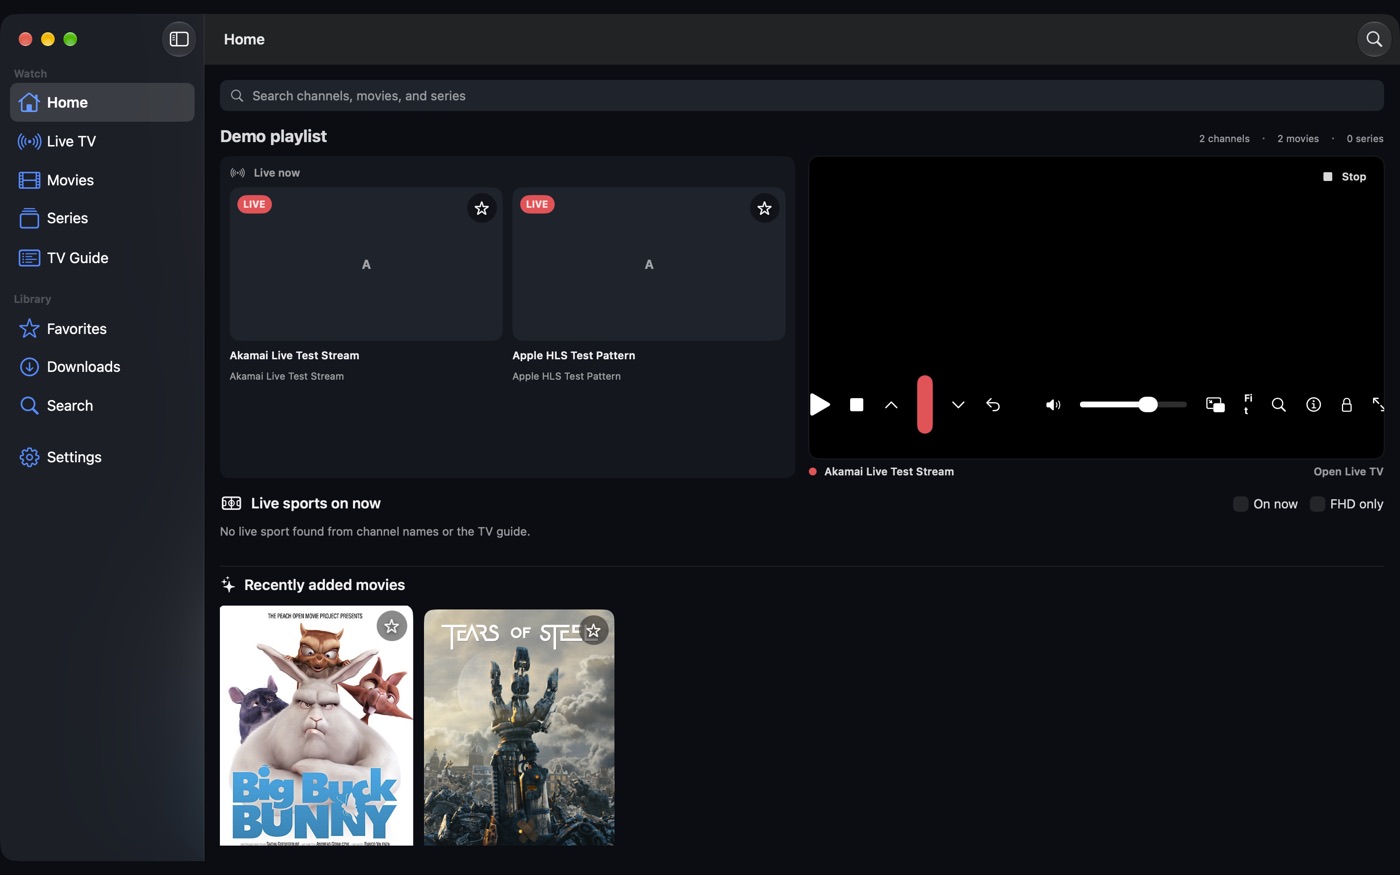 Home
Watch
Home
Live TV
Movies
Series
TV Guide
Library
Favorites
Downloads
Search
Settings
Search channels, movies, and series
Demo playlist
2 channels · 2 movies · 0 series
Live now
LIVE
A
Akamai Live Test Stream
Akamai Live Test Stream
LIVE
A
Apple HLS Test Pattern
Apple HLS Test Pattern
Stop
Fi
t
Akamai Live Test Stream
Open Live TV
Live sports on now
On now
FHD only
No live sport found from channel names or the TV guide.
Recently added movies
THE PEACH OPEN MOVIE PROJECT PRESENTS
Big Buck
BUNNY
TEARS OF STE